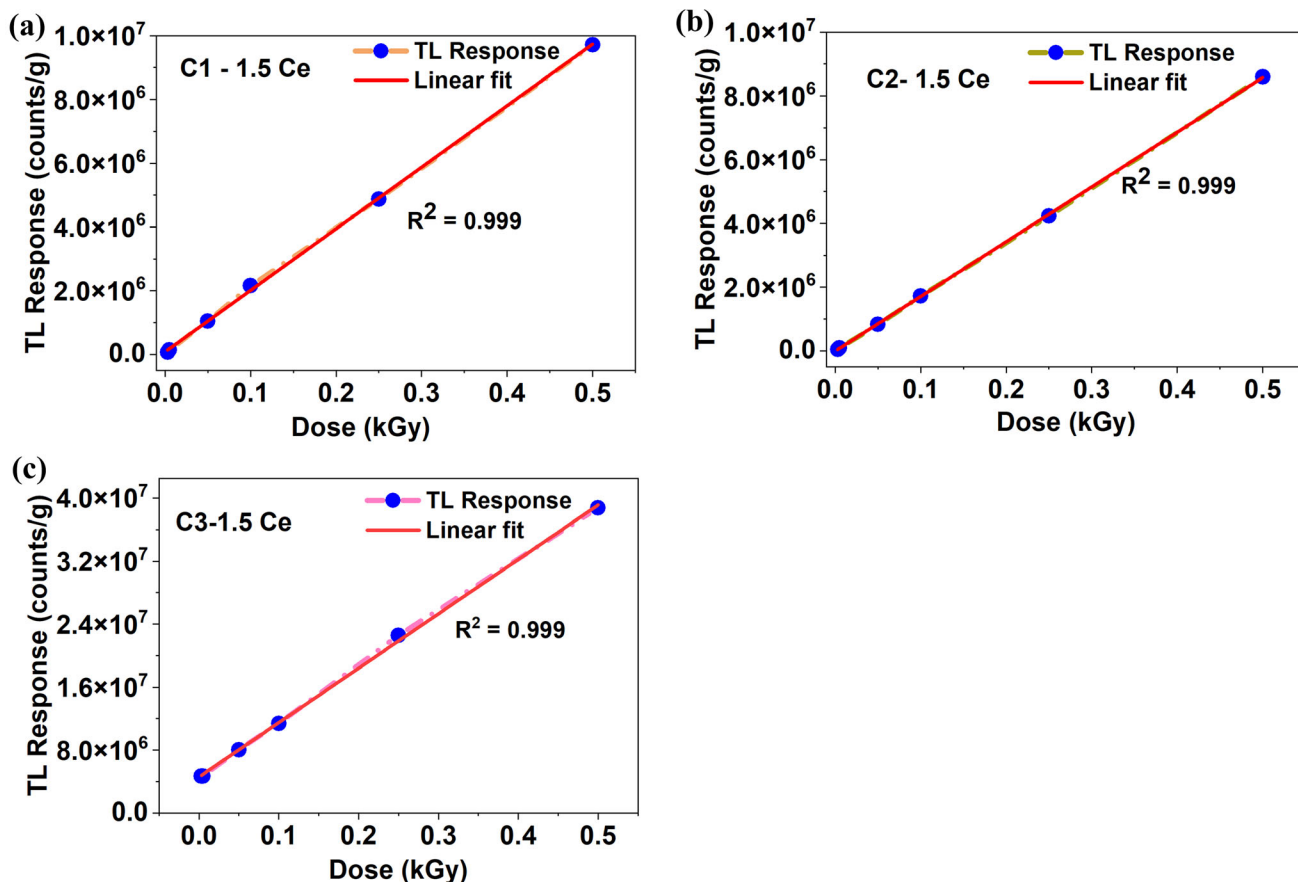 (a)
1.0×10⁷
8.0×10⁶
6.0×10⁶
4.0×10⁶
2.0×10⁶
0.0
TL Response (counts/g)
C1 - 1.5 Ce
TL Response
Linear fit
R² = 0.999
0.0 0.1 0.2 0.3 0.4 0.5
Dose (kGy)
(b)
1.0×10⁷
8.0×10⁶
6.0×10⁶
4.0×10⁶
2.0×10⁶
0.0
TL Response (counts/g)
C2- 1.5 Ce
TL Response
Linear fit
R² = 0.999
0.0 0.1 0.2 0.3 0.4 0.5
Dose (kGy)
(c)
4.0×10⁷
3.2×10⁷
2.4×10⁷
1.6×10⁷
8.0×10⁶
0.0
TL Response (counts/g)
C3-1.5 Ce
TL Response
Linear fit
R² = 0.999
0.0 0.1 0.2 0.3 0.4 0.5
Dose (kGy)